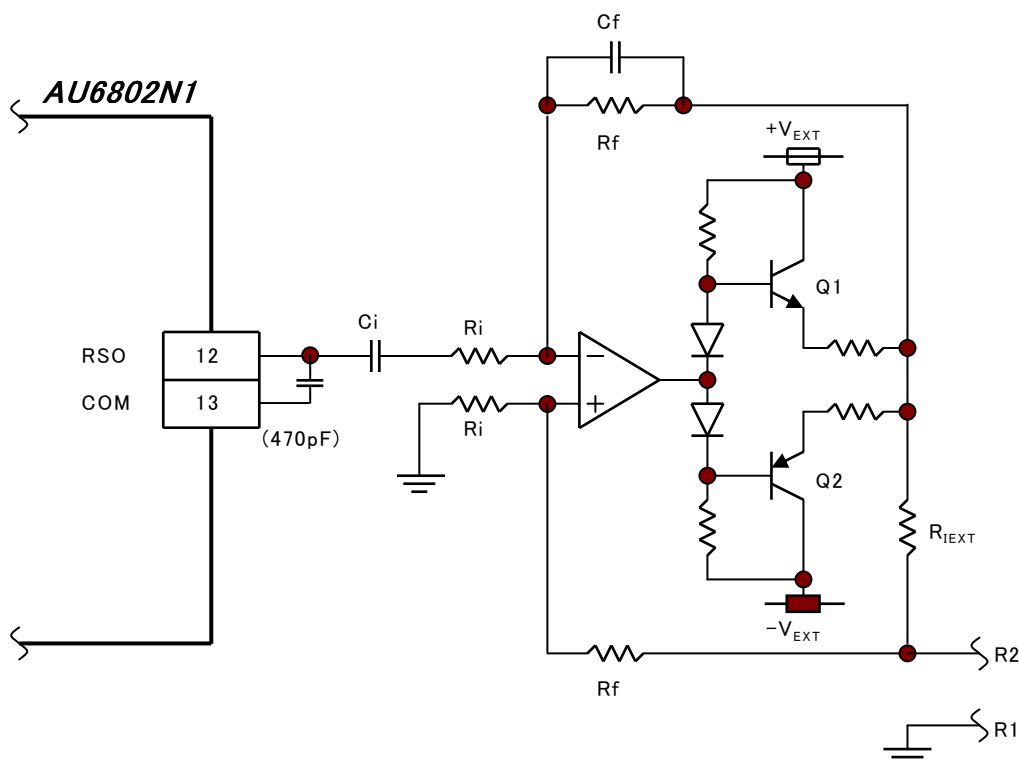 Cf
AU6802N1
Rf
+VEXT
Q1
Ci
Ri
RSO
12
COM
13
(470pF)
Ri
Q2
RIEXT
-VEXT
R2
Rf
R1